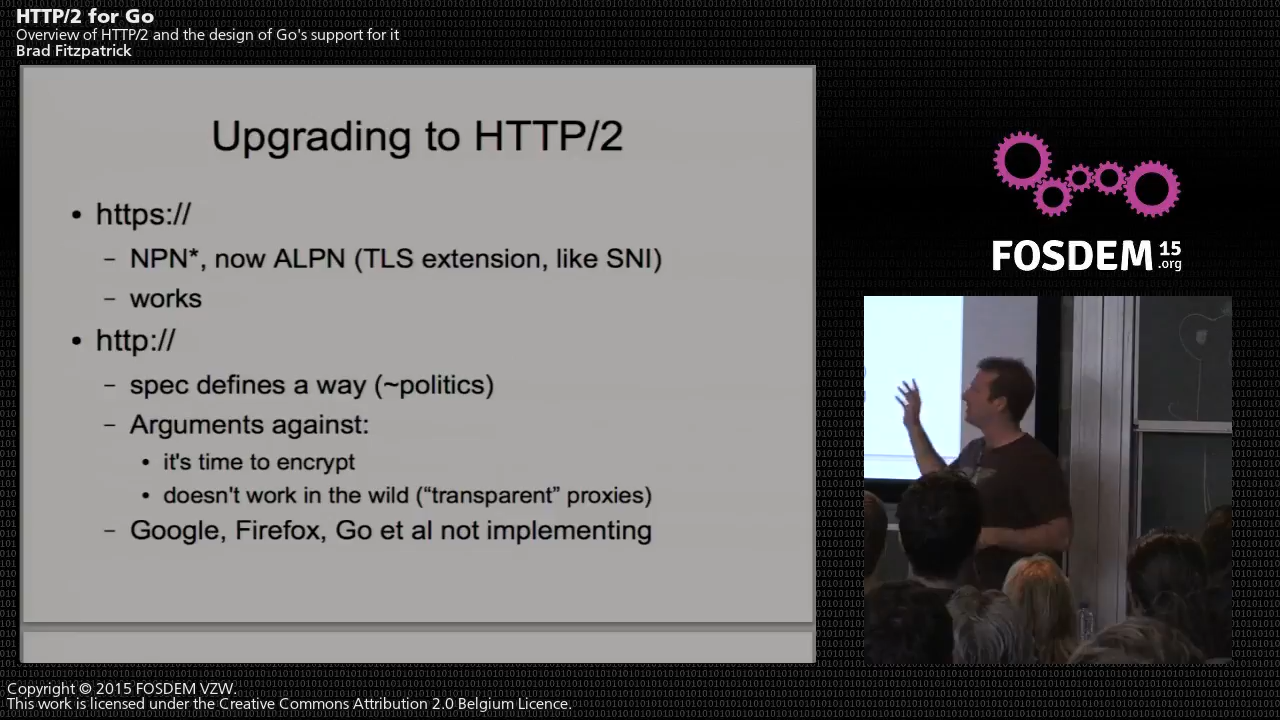 HTTP/2 for Go
Overview of HTTP/2 and the design of Go's support for it
Brad Fitzpatrick
Upgrading to HTTP/2
• https://
– NPN*, now ALPN (TLS extension, like SNI)
– works
• http://
– spec defines a way (~politics)
– Arguments against:
• it's time to encrypt
• doesn't work in the wild (“transparent” proxies)
– Google, Firefox, Go et al not implementing
FOSDEM 15
.org
Copyright © 2015 FOSDEM VZW.
This work is licensed under the Creative Commons Attribution 2.0 Belgium Licence.